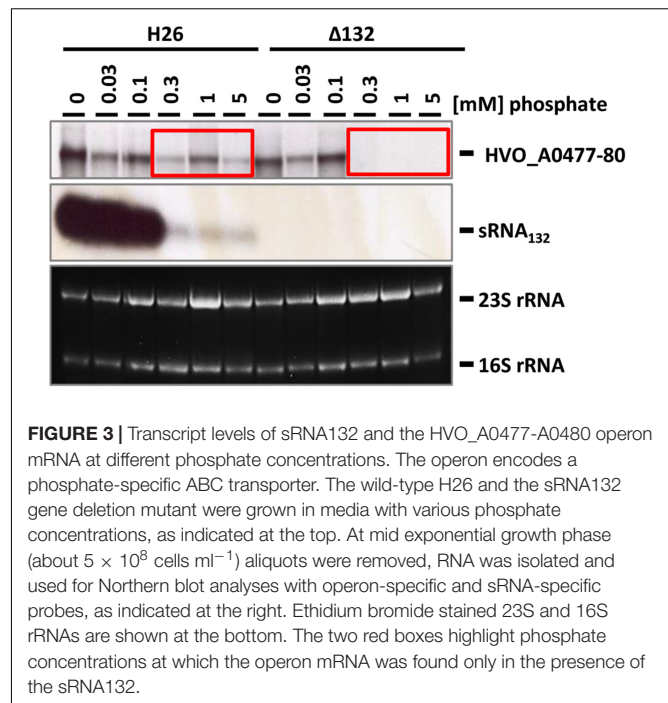 H26 Δ132
0 0.03 0.1 0.3 1 5 0 0.03 0.1 0.3 1 5 [mM] phosphate
HVO_A0477-80
sRNA132
23S rRNA
16S rRNA
FIGURE 3 | Transcript levels of sRNA132 and the HVO_A0477-A0480 operon
mRNA at different phosphate concentrations. The operon encodes a
phosphate-specific ABC transporter. The wild-type H26 and the sRNA132
gene deletion mutant were grown in media with various phosphate
concentrations, as indicated at the top. At mid exponential growth phase
(about 5 × 10⁸ cells ml⁻¹) aliquots were removed, RNA was isolated and
used for Northern blot analyses with operon-specific and sRNA-specific
probes, as indicated at the right. Ethidium bromide stained 23S and 16S
rRNAs are shown at the bottom. The two red boxes highlight phosphate
concentrations at which the operon mRNA was found only in the presence of
the sRNA132.